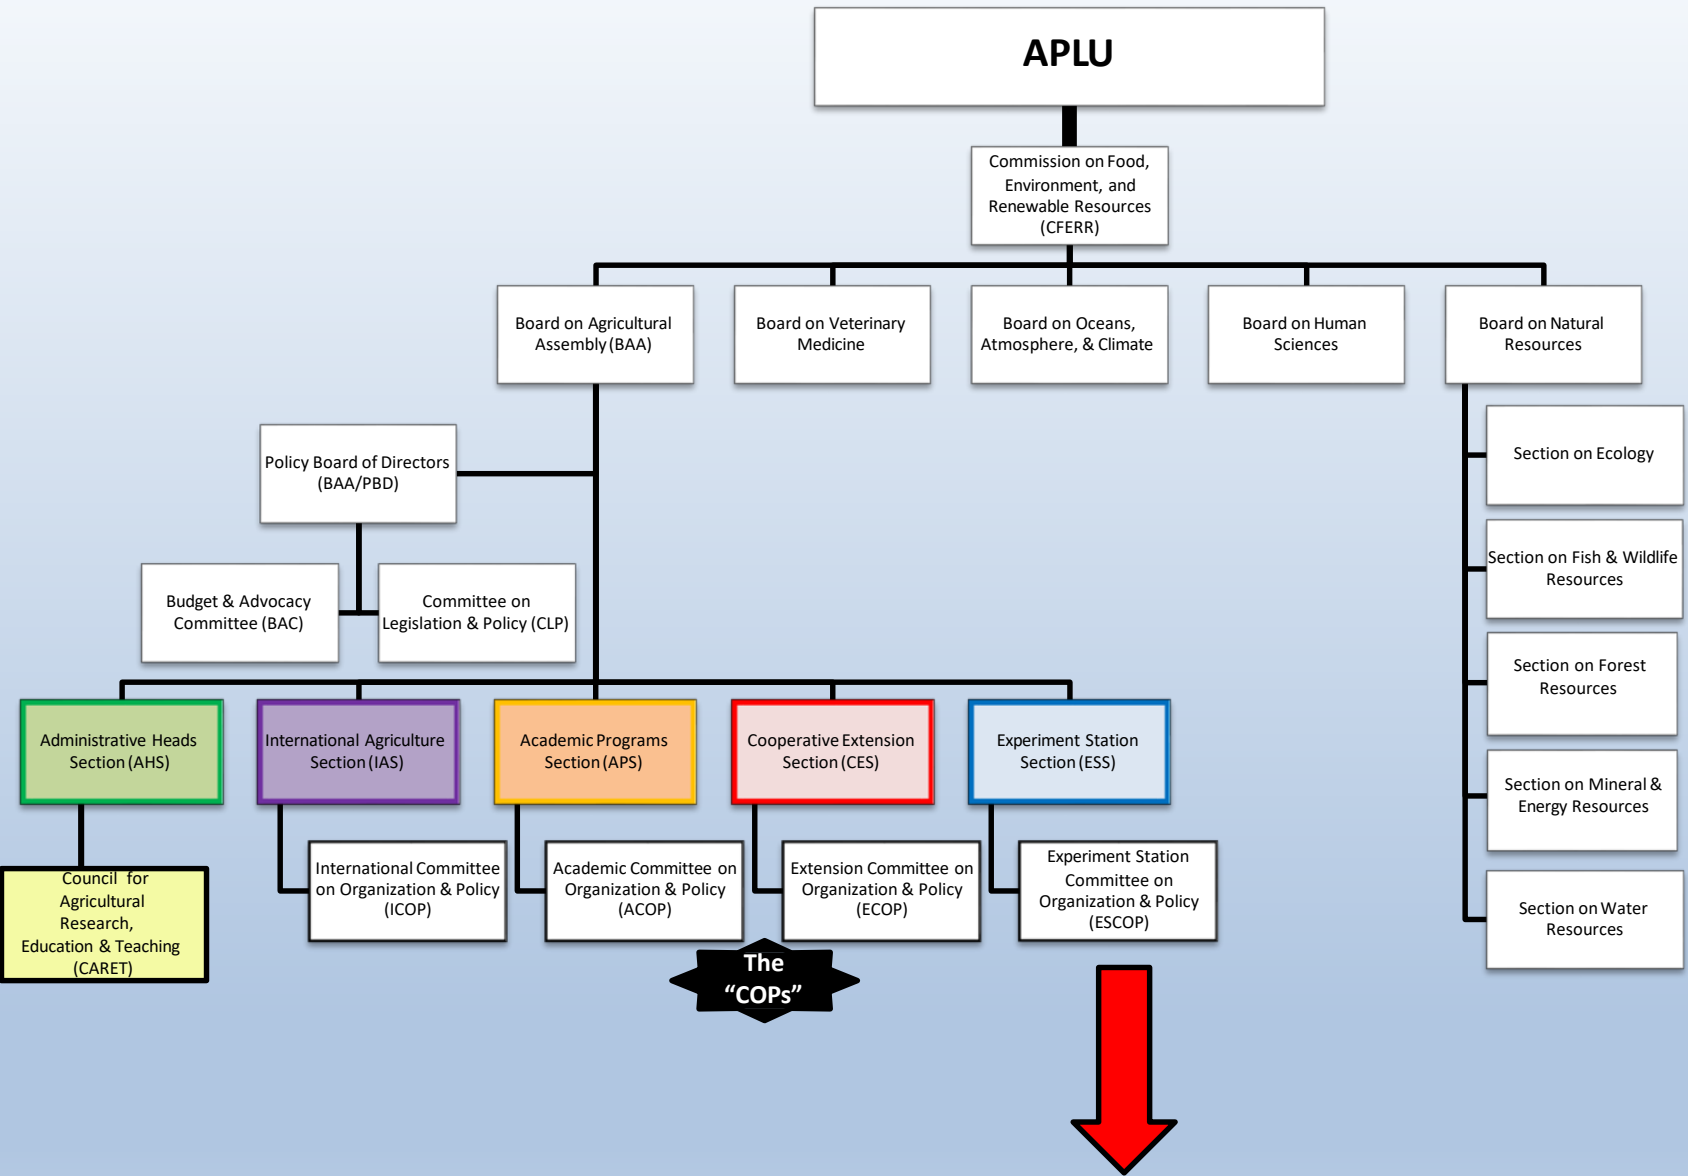 APLU
Commission on Food,
Environment, and
Renewable Resources
(CFERR)
Board on Agricultural
Assembly (BAA)
Board on Veterinary
Medicine
Board on Oceans,
Atmosphere, & Climate
Board on Human
Sciences
Board on Natural
Resources
Policy Board of Directors
(BAA/PBD)
Budget & Advocacy
Committee (BAC)
Committee on
Legislation & Policy (CLP)
Section on Ecology
Section on Fish & Wildlife
Resources
Section on Forest
Resources
Section on Mineral &
Energy Resources
Section on Water
Resources
Administrative Heads
Section (AHS)
International Agriculture
Section (IAS)
Academic Programs
Section (APS)
Cooperative Extension
Section (CES)
Experiment Station
Section (ESS)
Council for
Agricultural
Research,
Education & Teaching
(CARET)
International Committee
on Organization & Policy
(ICOP)
Academic Committee on
Organization & Policy
(ACOP)
Extension Committee on
Organization & Policy
(ECOP)
Experiment Station
Committee on
Organization & Policy
(ESCOP)
The
“COPs”